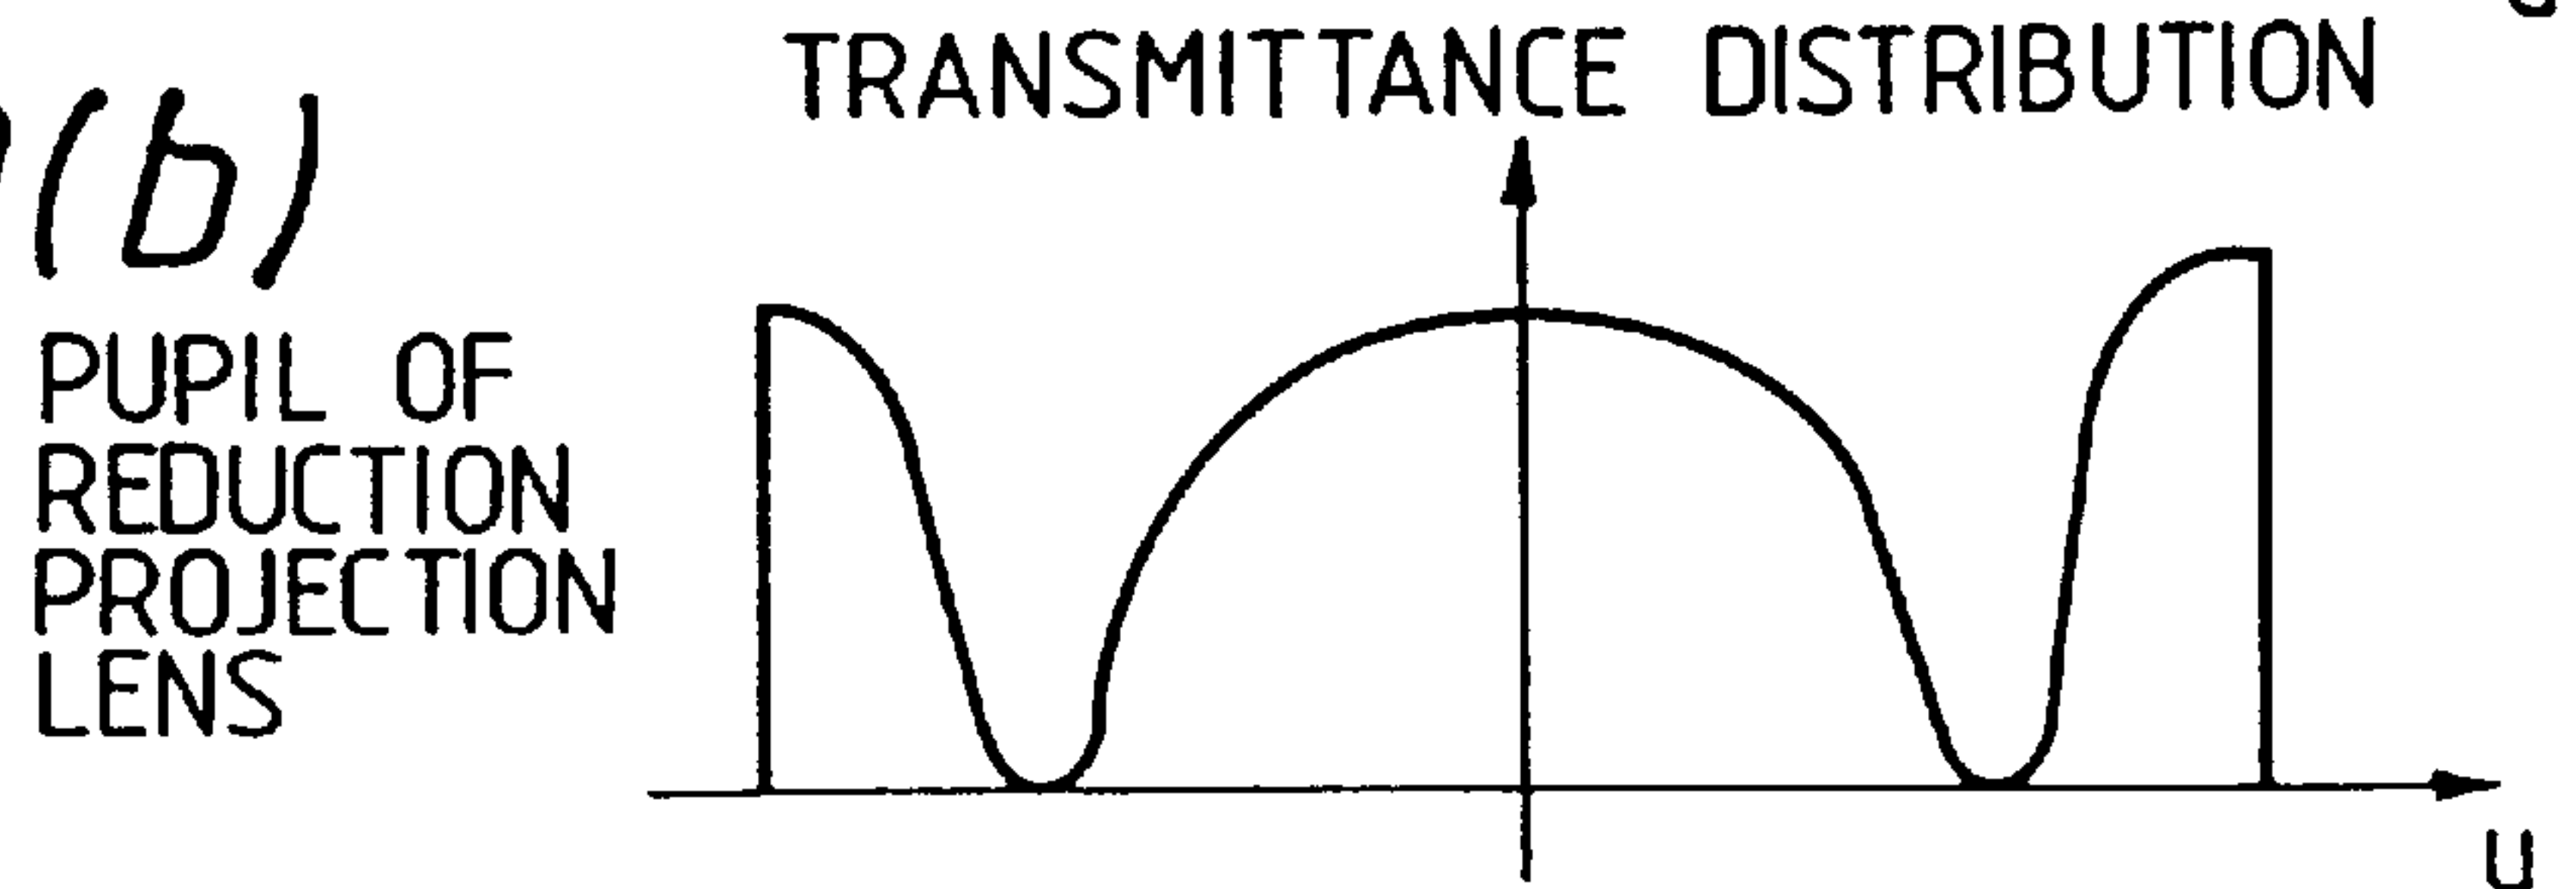 TRANSMITTANCE DISTRIBUTION
(b)
PUPIL OF
REDUCTION
PROJECTION
LENS
U